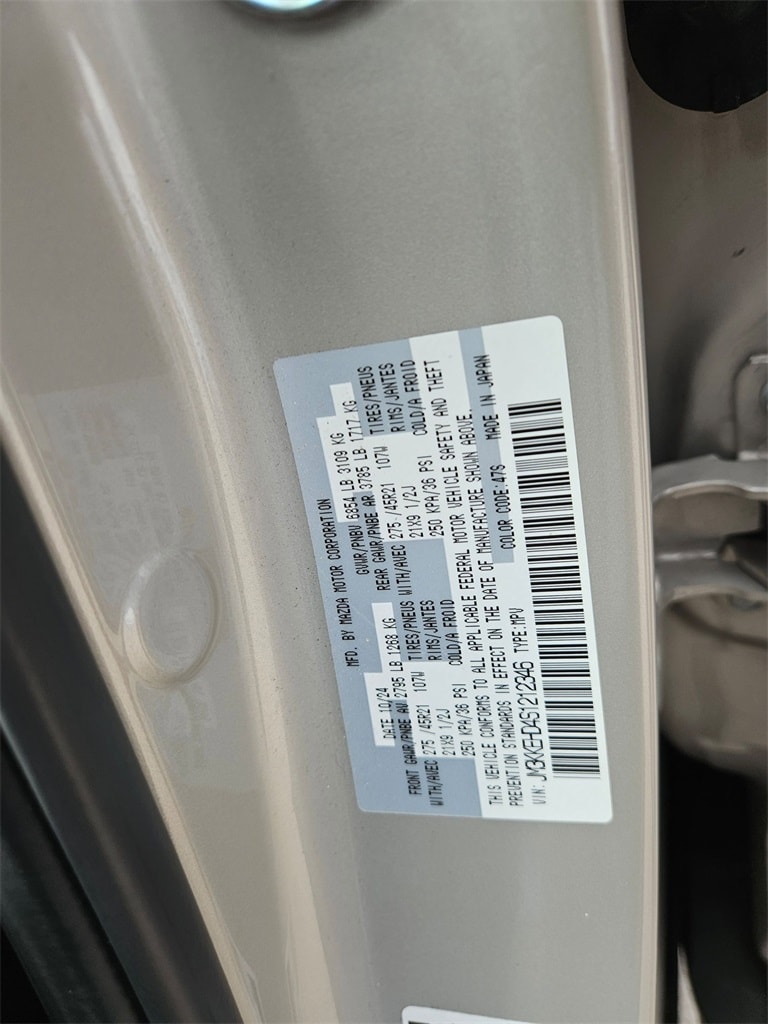 MFD. BY MAZDA MOTOR CORPORATION
DATE 10/24 GVWR/PNBV 6854 LB 3109 KG
FRONT GAWR/PNBE AV 2795 LB 1268 KG REAR GAWR/PNBE AR 3785 LB 1717 KG
WITH/AVEC 275 /45R21 107W TIRES/PNEUS WITH/AVEC 275 /45R21 107W TIRES/PNEUS
21X9 1/2J RIMS/JANTES 21X9 1/2J RIMS/JANTES
250 KPA/36 PSI COLD/A FROID 250 KPA/36 PSI COLD/A FROID
THIS VEHICLE CONFORMS TO ALL APPLICABLE FEDERAL MOTOR VEHICLE SAFETY AND THEFT
PREVENTION STANDARDS IN EFFECT ON THE DATE OF MANUFACTURE SHOWN ABOVE.
VIN: JM3KKEHD4S1212346 TYPE:MPV COLOR CODE:47S MADE IN JAPAN